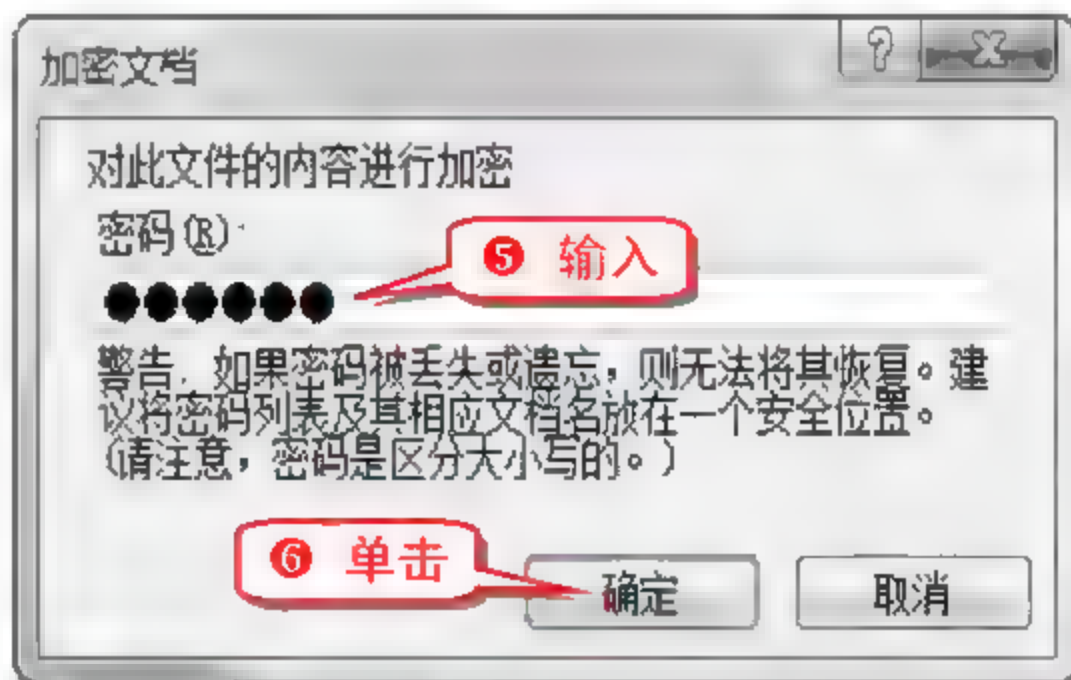 加密文档
对此文件的内容进行加密
密码(R):
❺ 输入
●●●●●●
警告: 如果密码被丢失或遗忘，则无法将其恢复。建
议将密码列表及其相应文档名放在一个安全位置。
(请注意，密码是区分大小写的。)
❻ 单击
确定
取消